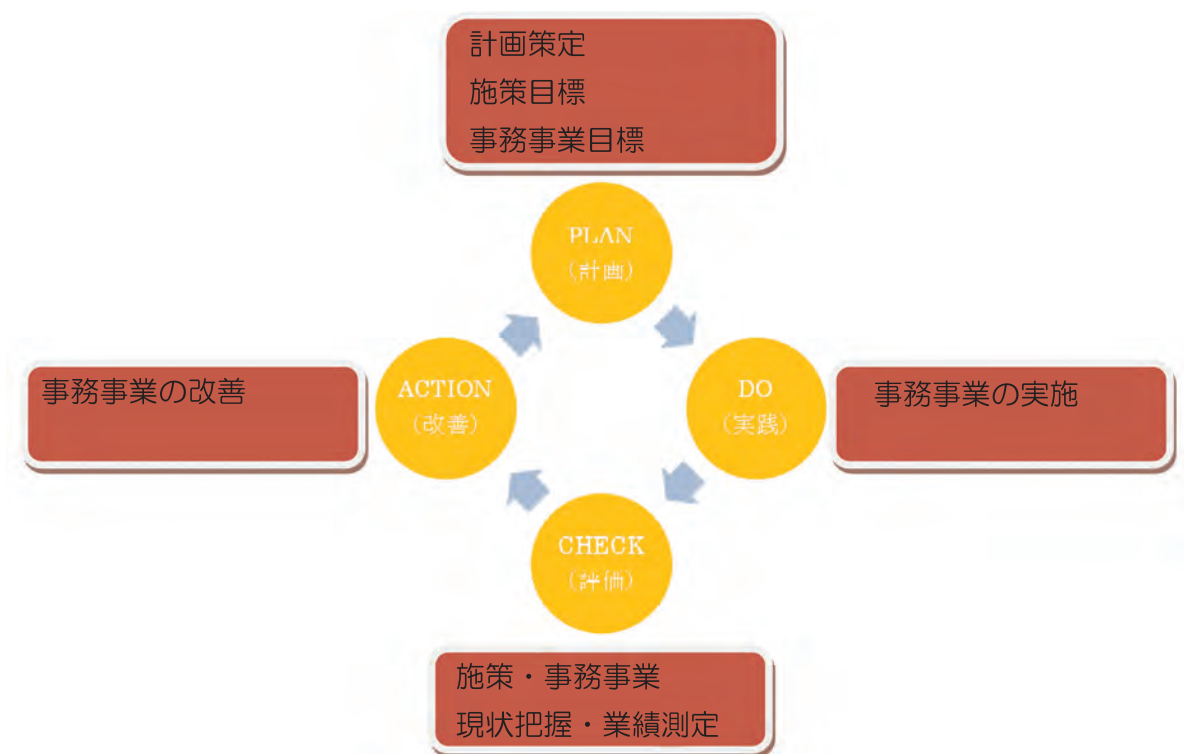 計画策定
施策目標
事務事業目標
PLAN
(計画)
事務事業の改善
ACTION
(改善)
DO
(実践)
事務事業の実施
CHECK
(評価)
施策・事務事業
現状把握・業績測定